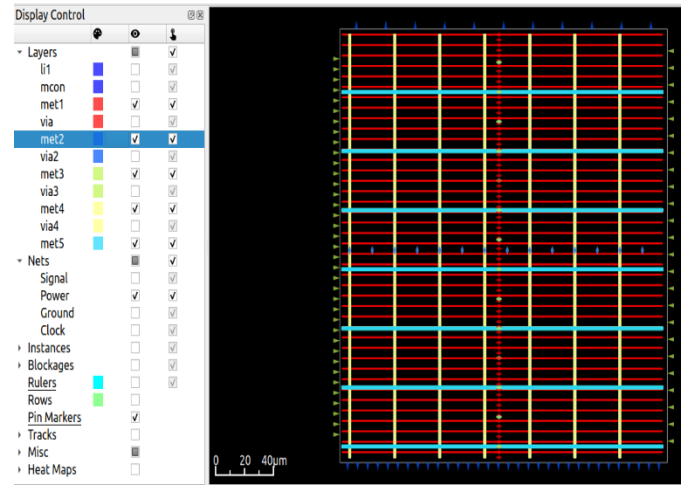 Display Control
Layers
li1
mcon
met1
via
met2
via2
met3
via3
met4
via4
met5
Nets
Signal
Power
Ground
Clock
Instances
Blockages
Rulers
Rows
Pin Markers
Tracks
Misc
Heat Maps
0 20 40μm